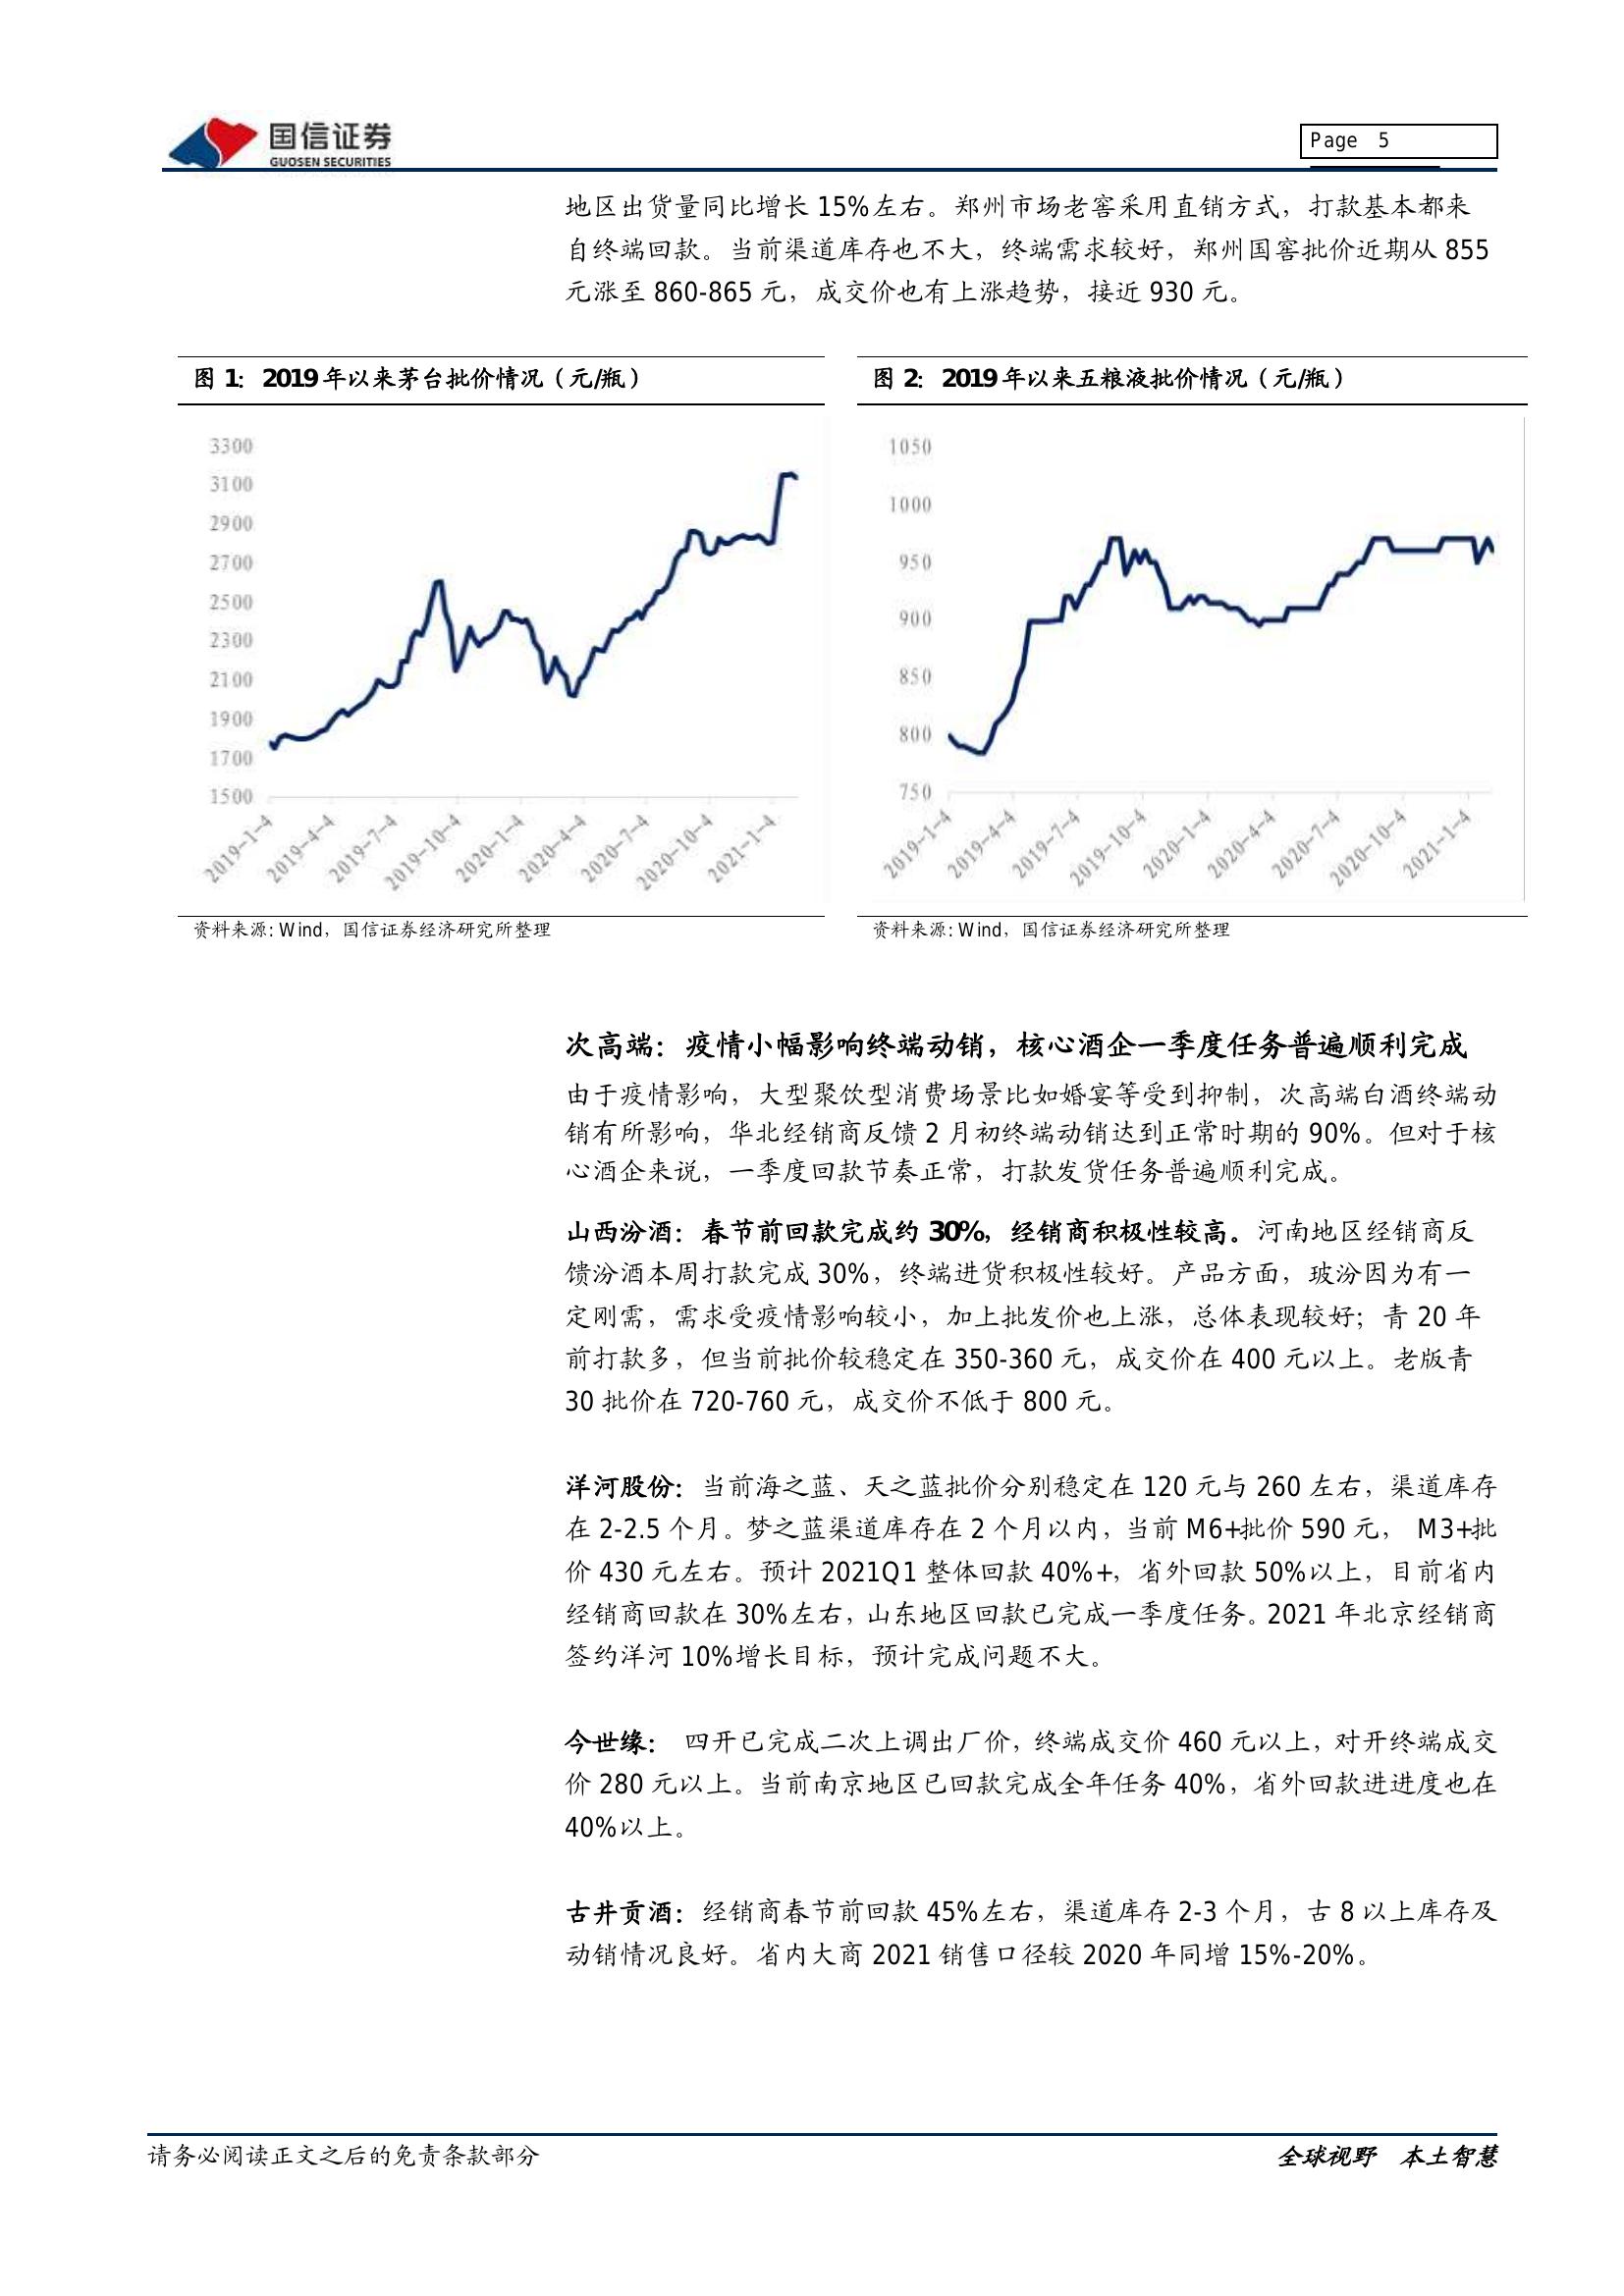 国信证券
GUOSEN SECURITIES
Page 5
地区出货量同比增长 15%左右。郑州市场老窖采用直销方式，打款基本都来
自终端回款。当前渠道库存也不大，终端需求较好，郑州国窖批价近期从 855
元涨至 860-865 元，成交价也有上涨趋势，接近 930 元。
图 1：2019 年以来茅台批价情况（元/瓶）
3300
3100
2900
2700
2500
2300
2100
1900
1700
1500
2019-1-4
2019-4-4
2019-7-4
2019-10-4
2020-1-4
2020-4-4
2020-7-4
2020-10-4
2021-1-4
资料来源: Wind，国信证券经济研究所整理
图 2：2019 年以来五粮液批价情况（元/瓶）
1050
1000
950
900
850
800
750
2019-1-4
2019-4-4
2019-7-4
2019-10-4
2020-1-4
2020-4-4
2020-7-4
2020-10-4
2021-1-4
资料来源: Wind，国信证券经济研究所整理
次高端：疫情小幅影响终端动销，核心酒企一季度任务普遍顺利完成
由于疫情影响，大型聚饮型消费场景比如婚宴等受到抑制，次高端白酒终端动
销有所影响，华北经销商反馈 2 月初终端动销达到正常时期的 90%。但对于核
心酒企来说，一季度回款节奏正常，打款发货任务普遍顺利完成。
山西汾酒：春节前回款完成约 30%，经销商积极性较高。河南地区经销商反
馈汾酒本周打款完成 30%，终端进货积极性较好。产品方面，玻汾因为有一
定刚需，需求受疫情影响较小，加上批发价也上涨，总体表现较好；青 20 年
前打款多，但当前批价较稳定在 350-360 元，成交价在 400 元以上。老版青
30 批价在 720-760 元，成交价不低于 800 元。
洋河股份：当前海之蓝、天之蓝批价分别稳定在 120 元与 260 左右，渠道库存
在 2-2.5 个月。梦之蓝渠道库存在 2 个月以内，当前 M6+批价 590 元， M3+批
价 430 元左右。预计 2021Q1 整体回款 40%+，省外回款 50%以上，目前省内
经销商回款在 30%左右，山东地区回款已完成一季度任务。2021 年北京经销商
签约洋河 10%增长目标，预计完成问题不大。
今世缘： 四开已完成二次上调出厂价，终端成交价 460 元以上，对开终端成交
价 280 元以上。当前南京地区已回款完成全年任务 40%，省外回款进进度也在
40%以上。
古井贡酒：经销商春节前回款 45%左右，渠道库存 2-3 个月，古 8 以上库存及
动销情况良好。省内大商 2021 销售口径较 2020 年同增 15%-20%。
请务必阅读正文之后的免责条款部分
全球视野 本土智慧